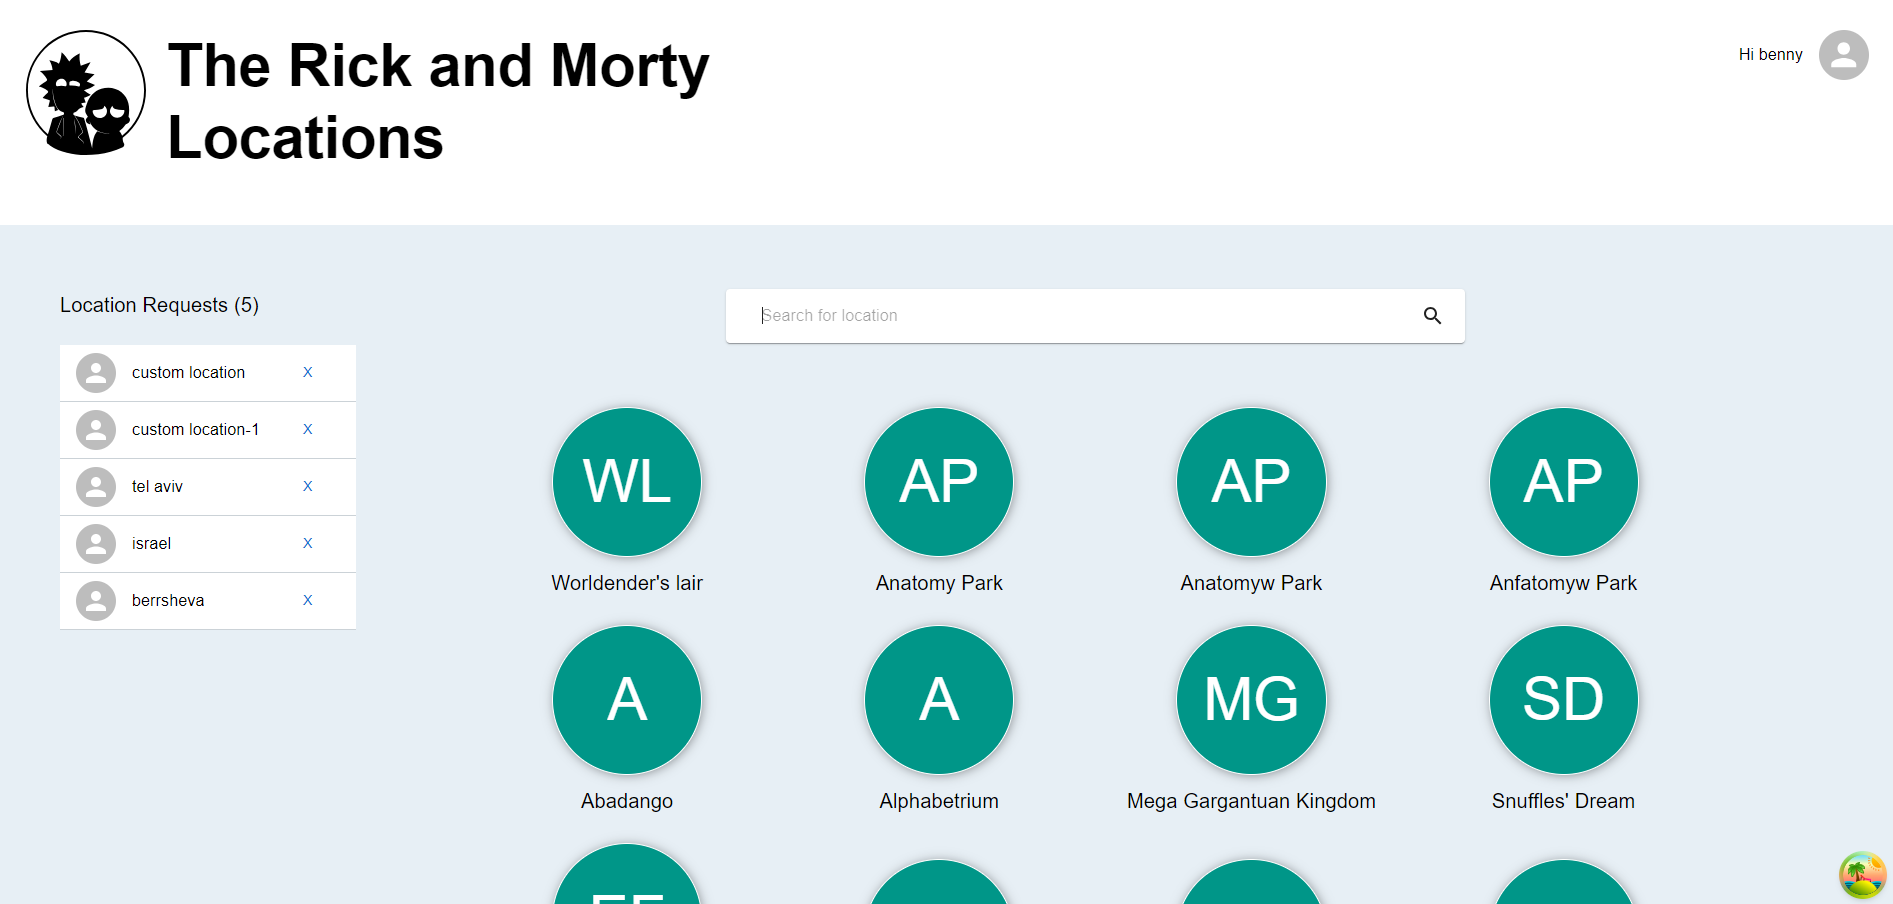 The Rick and Morty
Locations
Hi benny
Location Requests (5)
custom location X
custom location-1 X
tel aviv X
israel X
berrsheva X
Search for location
WL AP AP AP
Worldender's lair Anatomy Park Anatomyw Park Anfatomyw Park
A A MG SD
Abadango Alphabetrium Mega Gargantuan Kingdom Snuffles' Dream